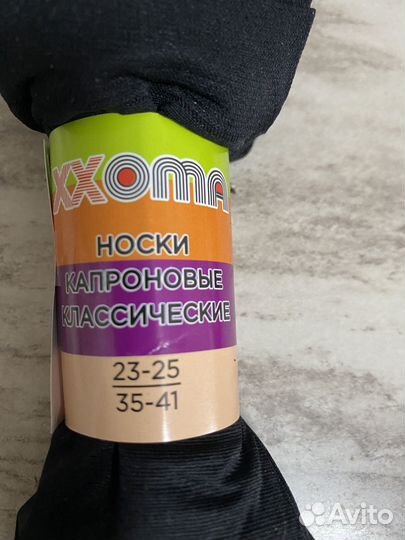 XXOMA
НОСКИ
КАПРОНОВЫЕ
КЛАССИЧЕСКИЕ
23-25
35-41
Avito